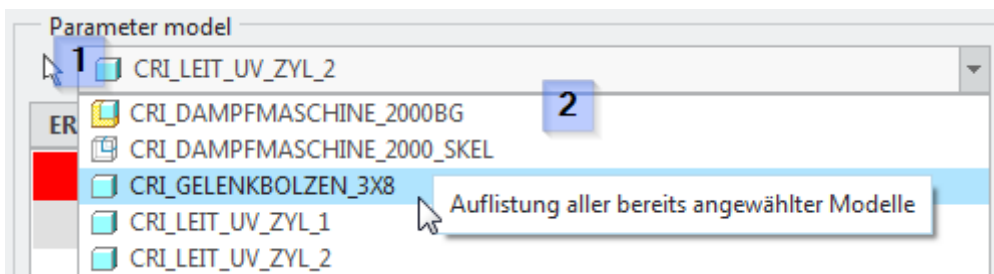 Parameter model
1
CRI_LEIT_UV_ZYL_2
CRI_DAMPFMASCHINE_2000BG
2
ER
CRI_DAMPFMASCHINE_2000_SKEL
CRI_GELENKBOLZEN_3X8
Auflistung aller bereits angewählter Modelle
CRI_LEIT_UV_ZYL_1
CRI_LEIT_UV_ZYL_2